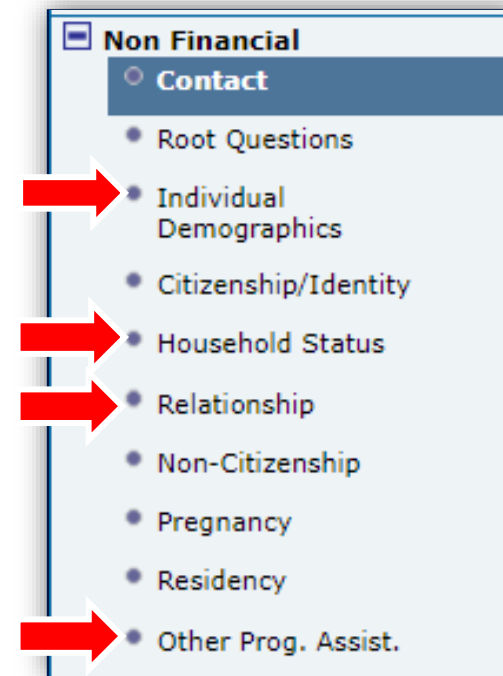 Non Financial
Contact
Root Questions
Individual
Demographics
Citizenship/Identity
Household Status
Relationship
Non-Citizenship
Pregnancy
Residency
Other Prog. Assist.